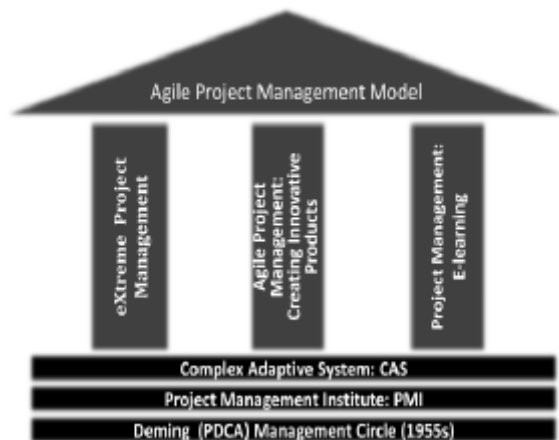 Agile Project Management Model
eXtreme Project
Management
Agile Project
Management:
Creating Innovative
Products
Project Management:
E-learning
Complex Adaptive System: CAS
Project Management Institute: PMI
Deming (PDCA) Management Circle (1955s)